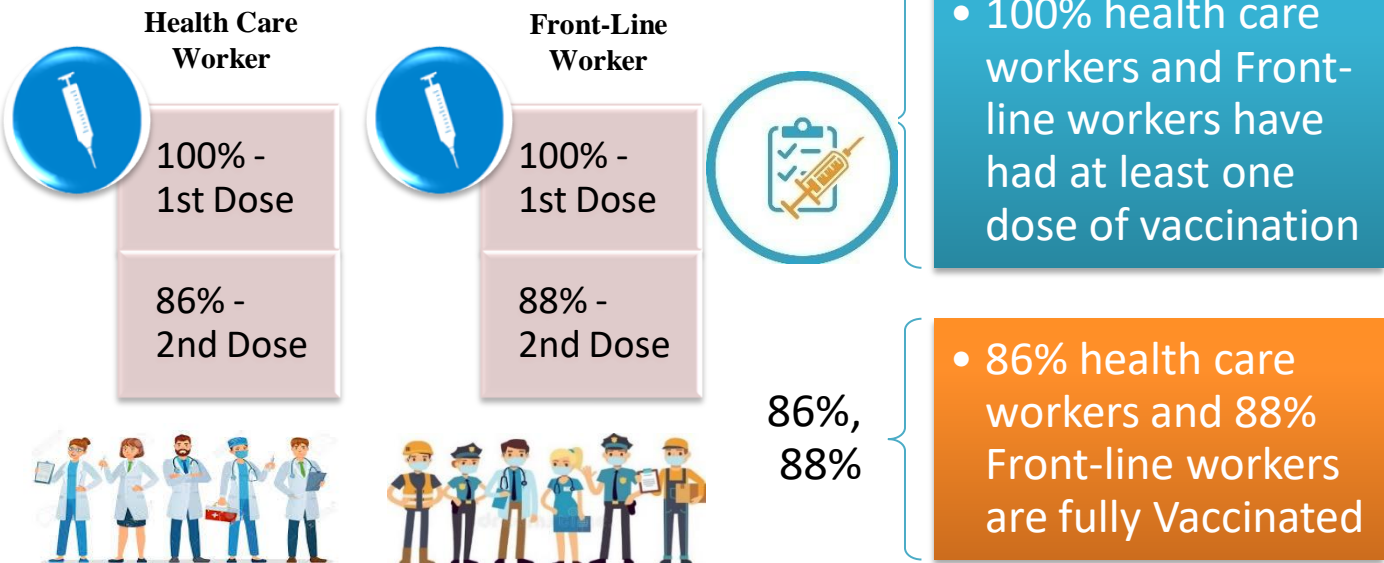 Health Care
Worker
100% -
1st Dose
86% -
2nd Dose
Front-Line
Worker
100% -
1st Dose
88% -
2nd Dose
• 100% health care
workers and Front-
line workers have
had at least one
dose of vaccination
86%,
88%
• 86% health care
workers and 88%
Front-line workers
are fully Vaccinated